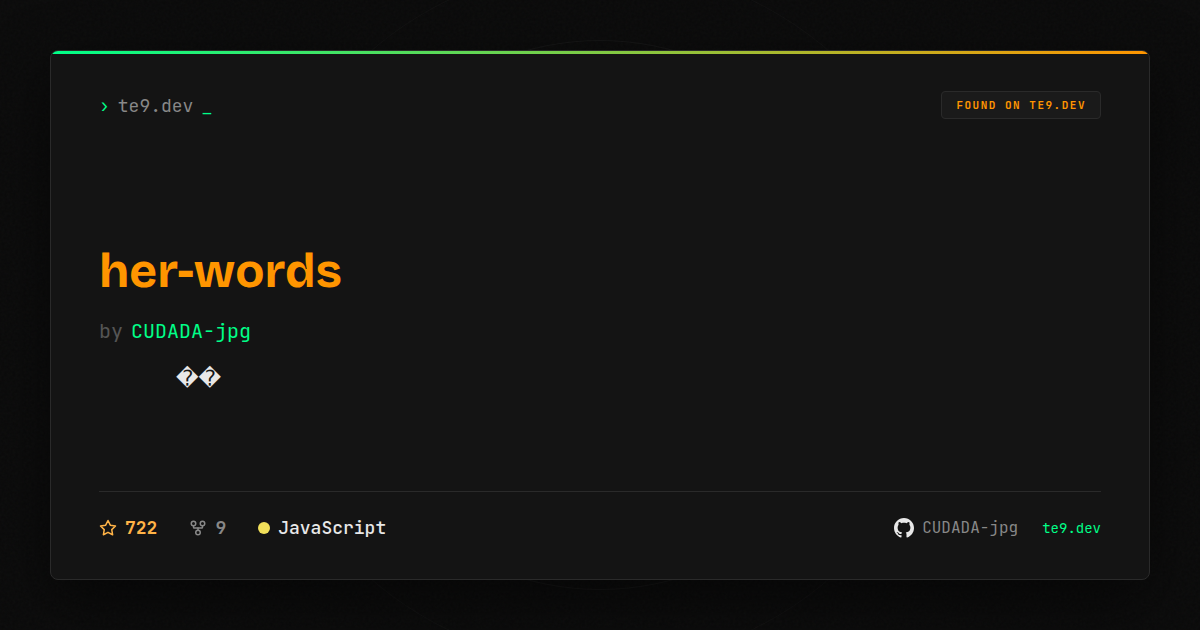 › te9.dev _
FOUND ON TE9.DEV
her-words
by CUDADA-jpg
��
722 9 JavaScript
CUDADA-jpg te9.dev